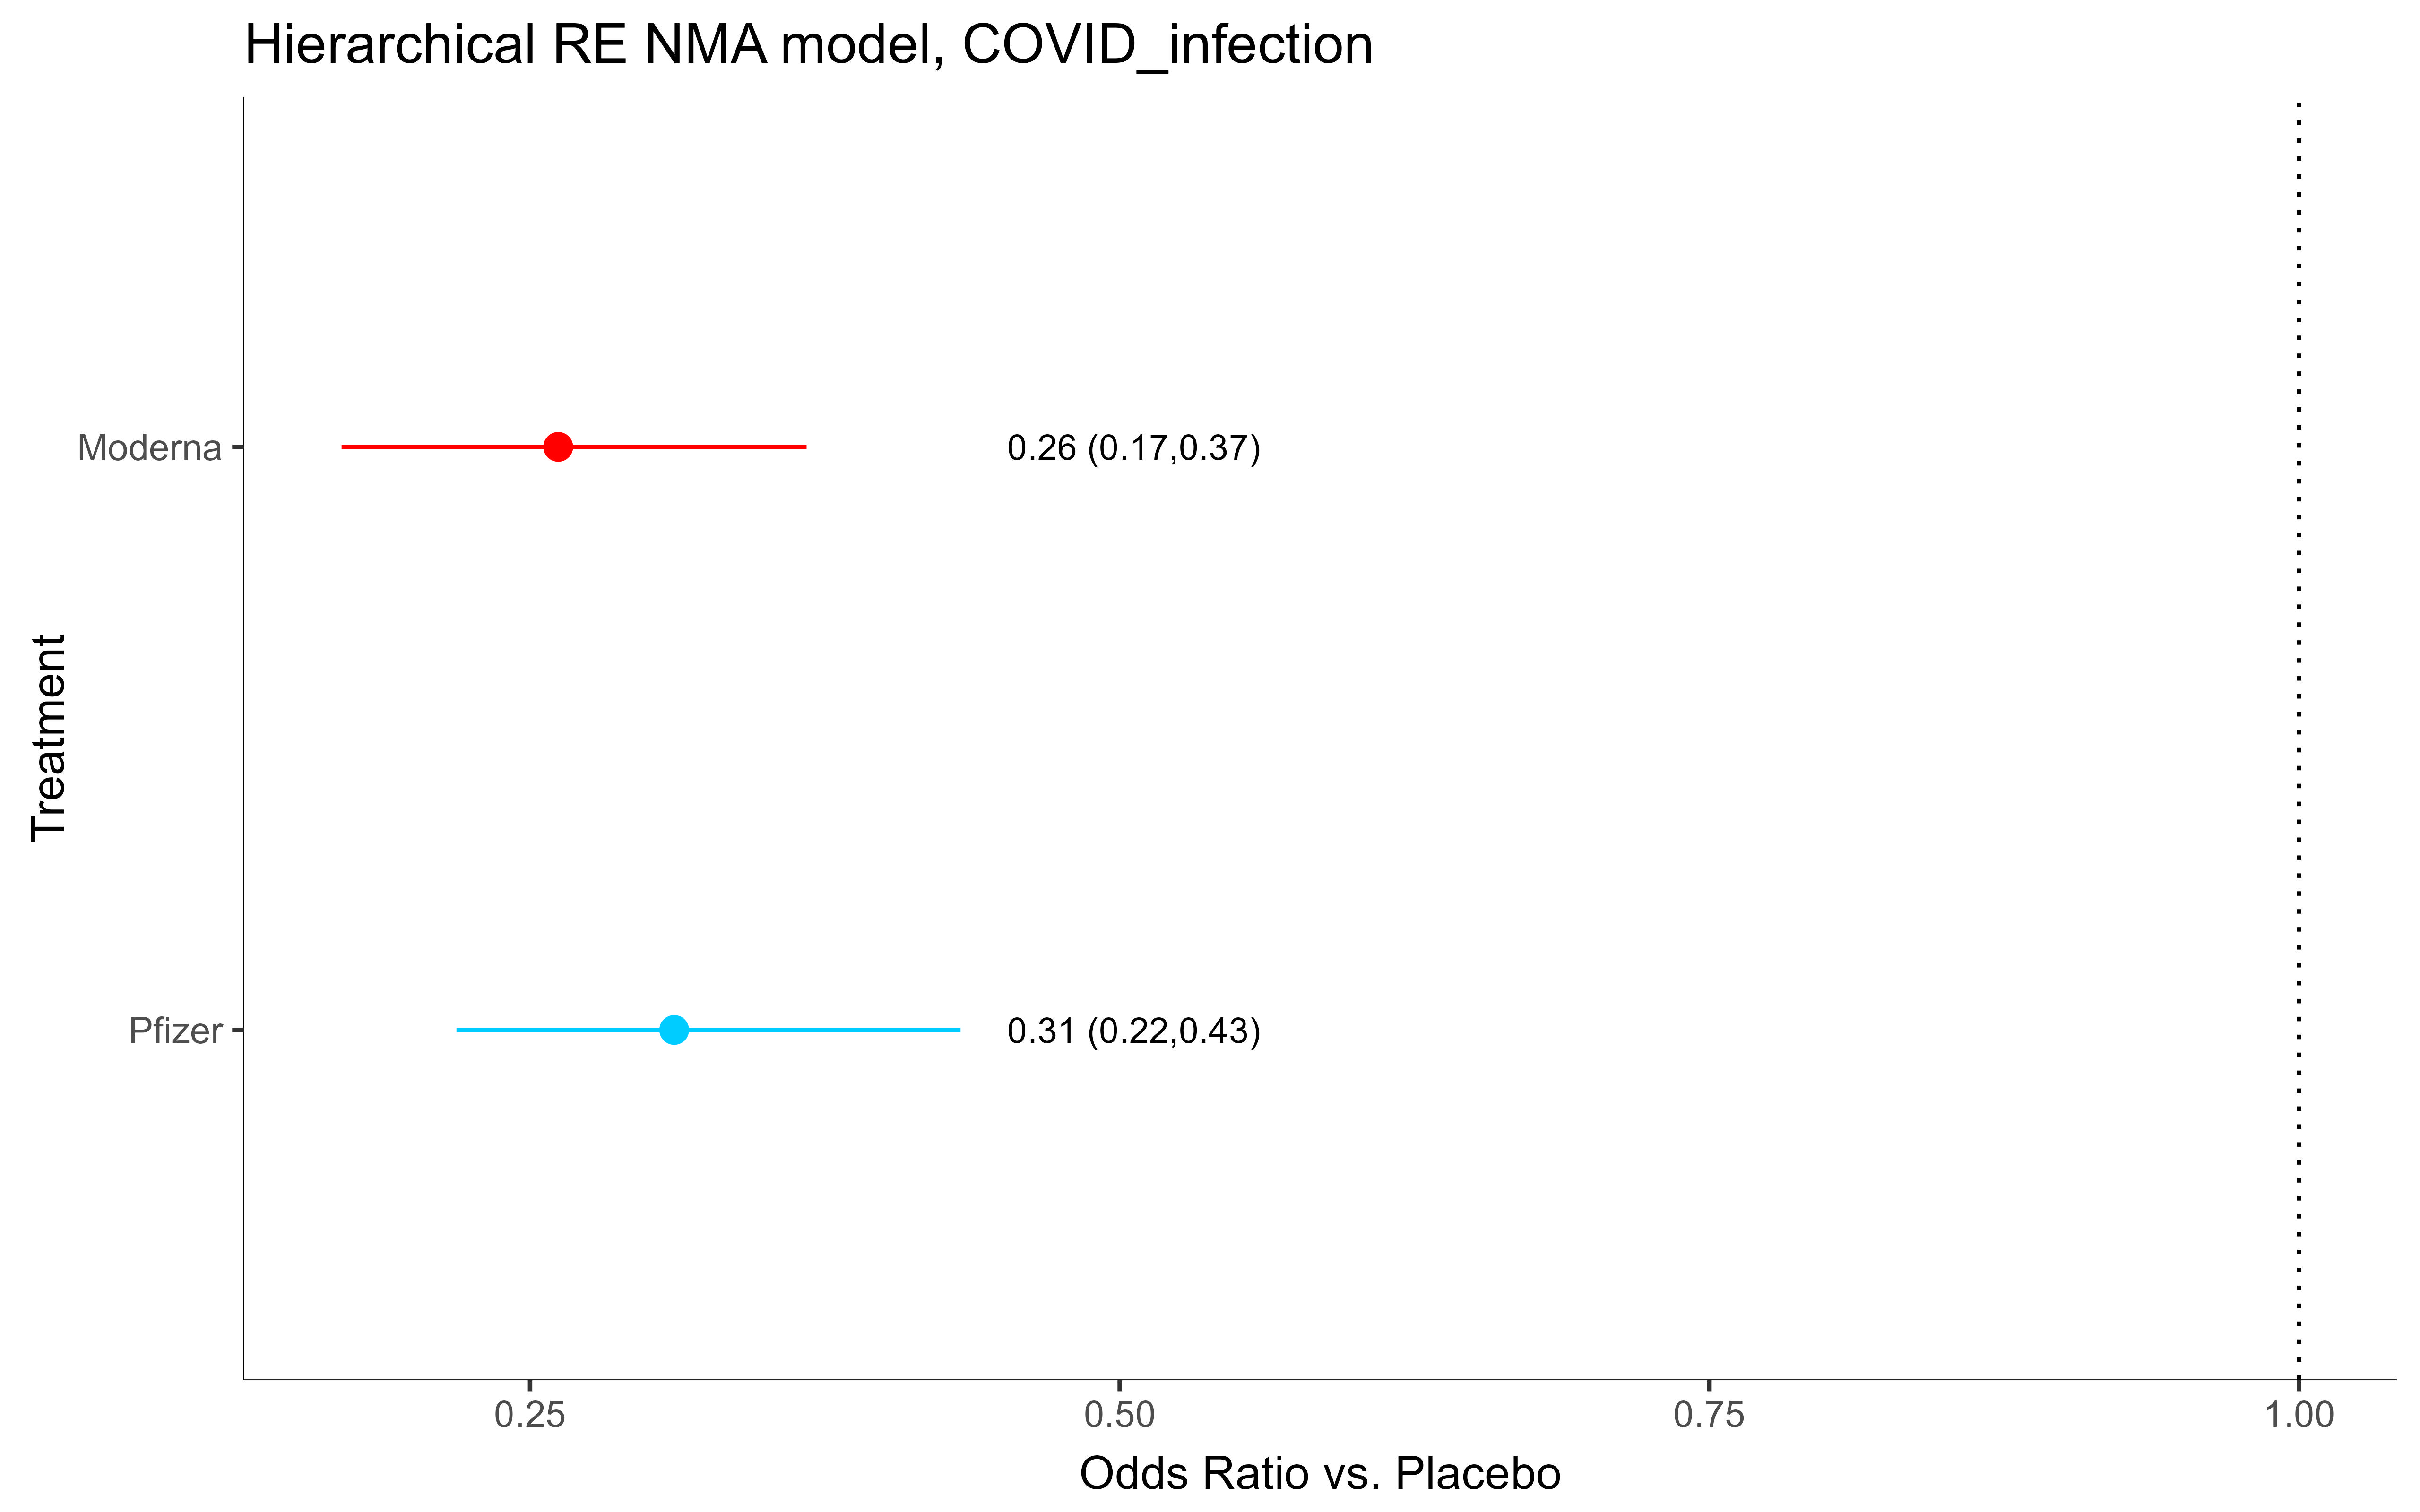 Hierarchical RE NMA model, COVID_infection
Treatment
Moderna
0.26 (0.17,0.37)
Pfizer
0.31 (0.22,0.43)
0.25
0.50
0.75
1.00
Odds Ratio vs. Placebo